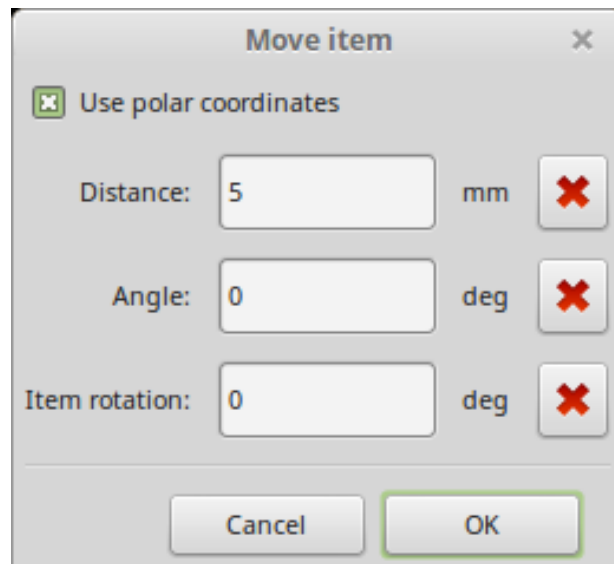 Move item
Use polar coordinates
Distance: 5 mm
Angle: 0 deg
Item rotation: 0 deg
Cancel OK